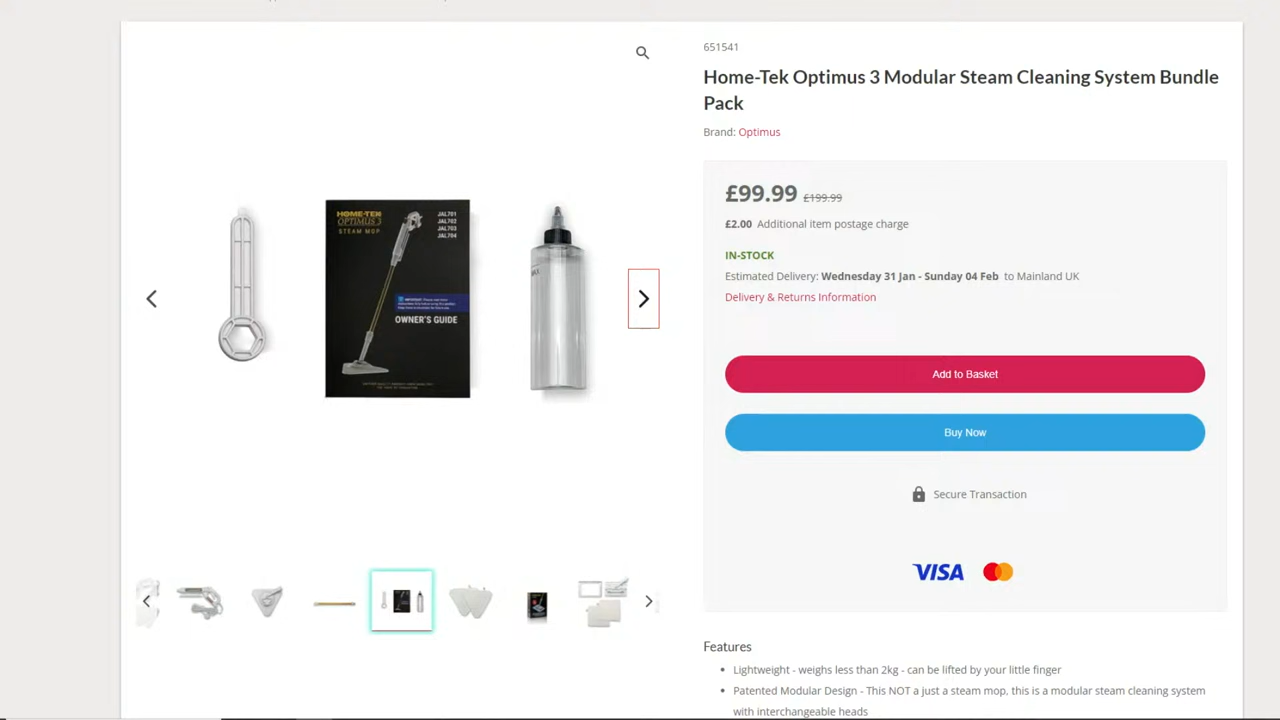 651541
Home-Tek Optimus 3 Modular Steam Cleaning System Bundle
Pack
Brand: Optimus
£99.99 £199.99
£2.00 Additional item postage charge
IN-STOCK
Estimated Delivery: Wednesday 31 Jan - Sunday 04 Feb to Mainland UK
Delivery & Returns Information
Add to Basket
Buy Now
Secure Transaction
VISA
HOME-TEK
OPTIMUS 3
STEAM MOP
JAL701
JAL702
JAL703
JAL704
OWNER'S GUIDE
Features
Lightweight - weighs less than 2kg - can be lifted by your little finger
Patented Modular Design - This NOT a just a steam mop, this is a modular steam cleaning system
with interchangeable heads